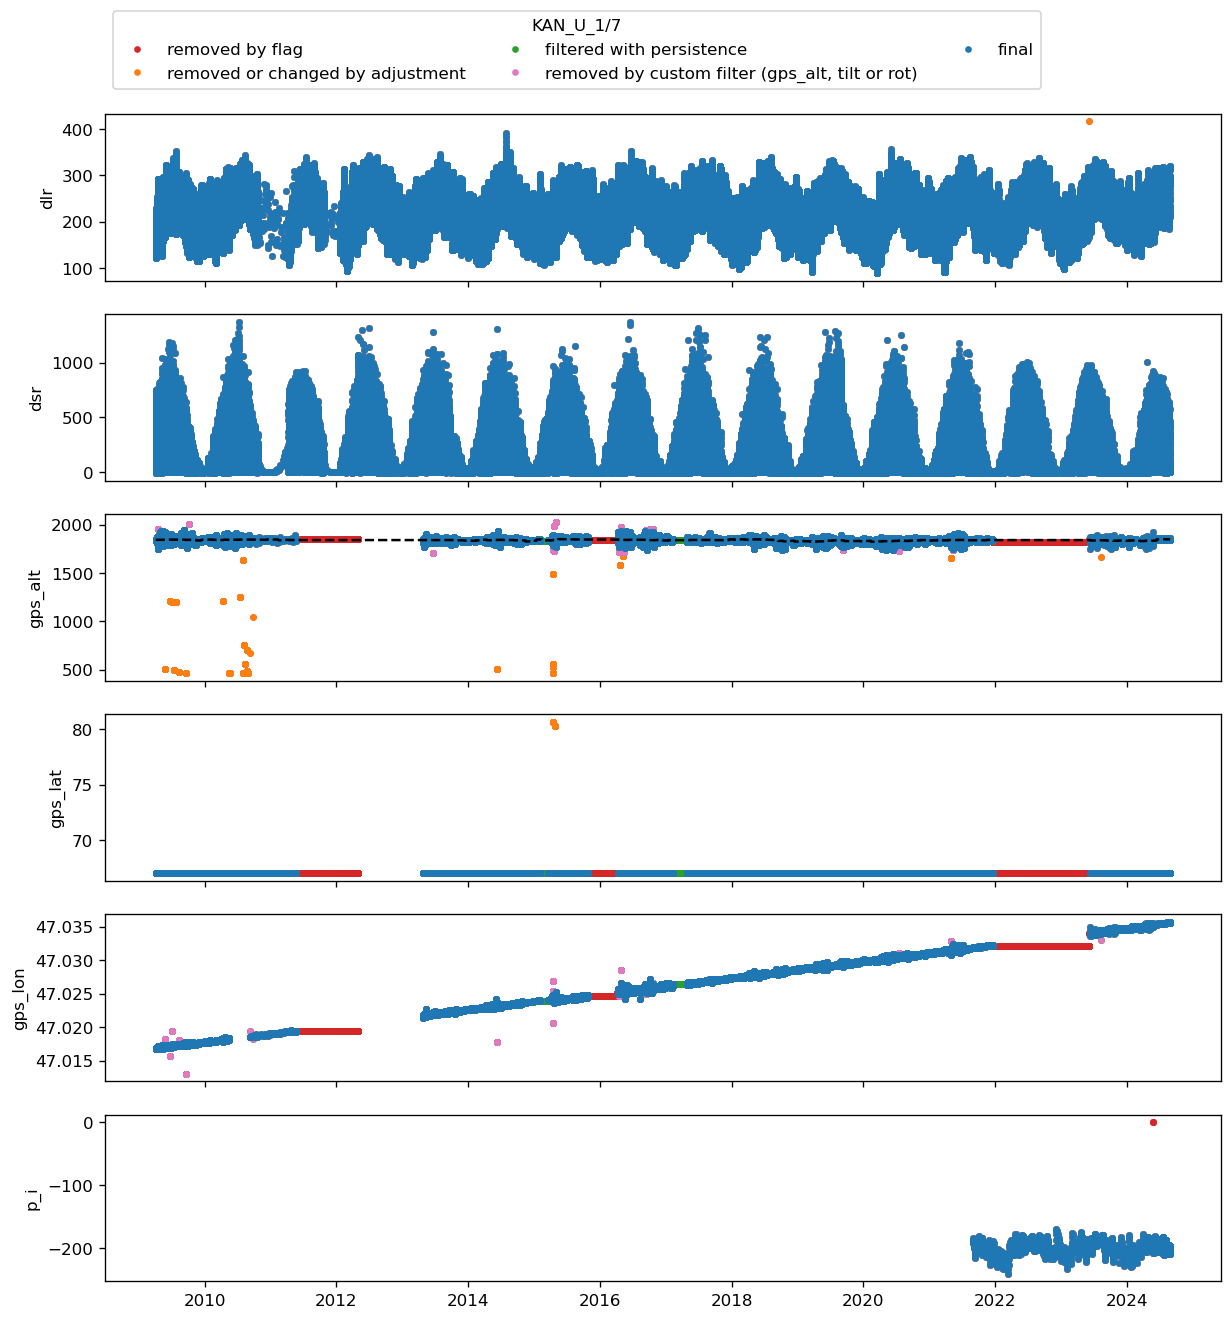 KAN_U_1/7
removed by flag
filtered with persistence
final
removed or changed by adjustment
removed by custom filter (gps_alt, tilt or rot)
400
300
200
100
dlr
1000
500
0
dsr
2000
1500
1000
500
gps_alt
80
75
70
gps_lat
47.035
47.030
47.025
47.020
47.015
gps_lon
0
−100
−200
p_i
2010 2012 2014 2016 2018 2020 2022 2024